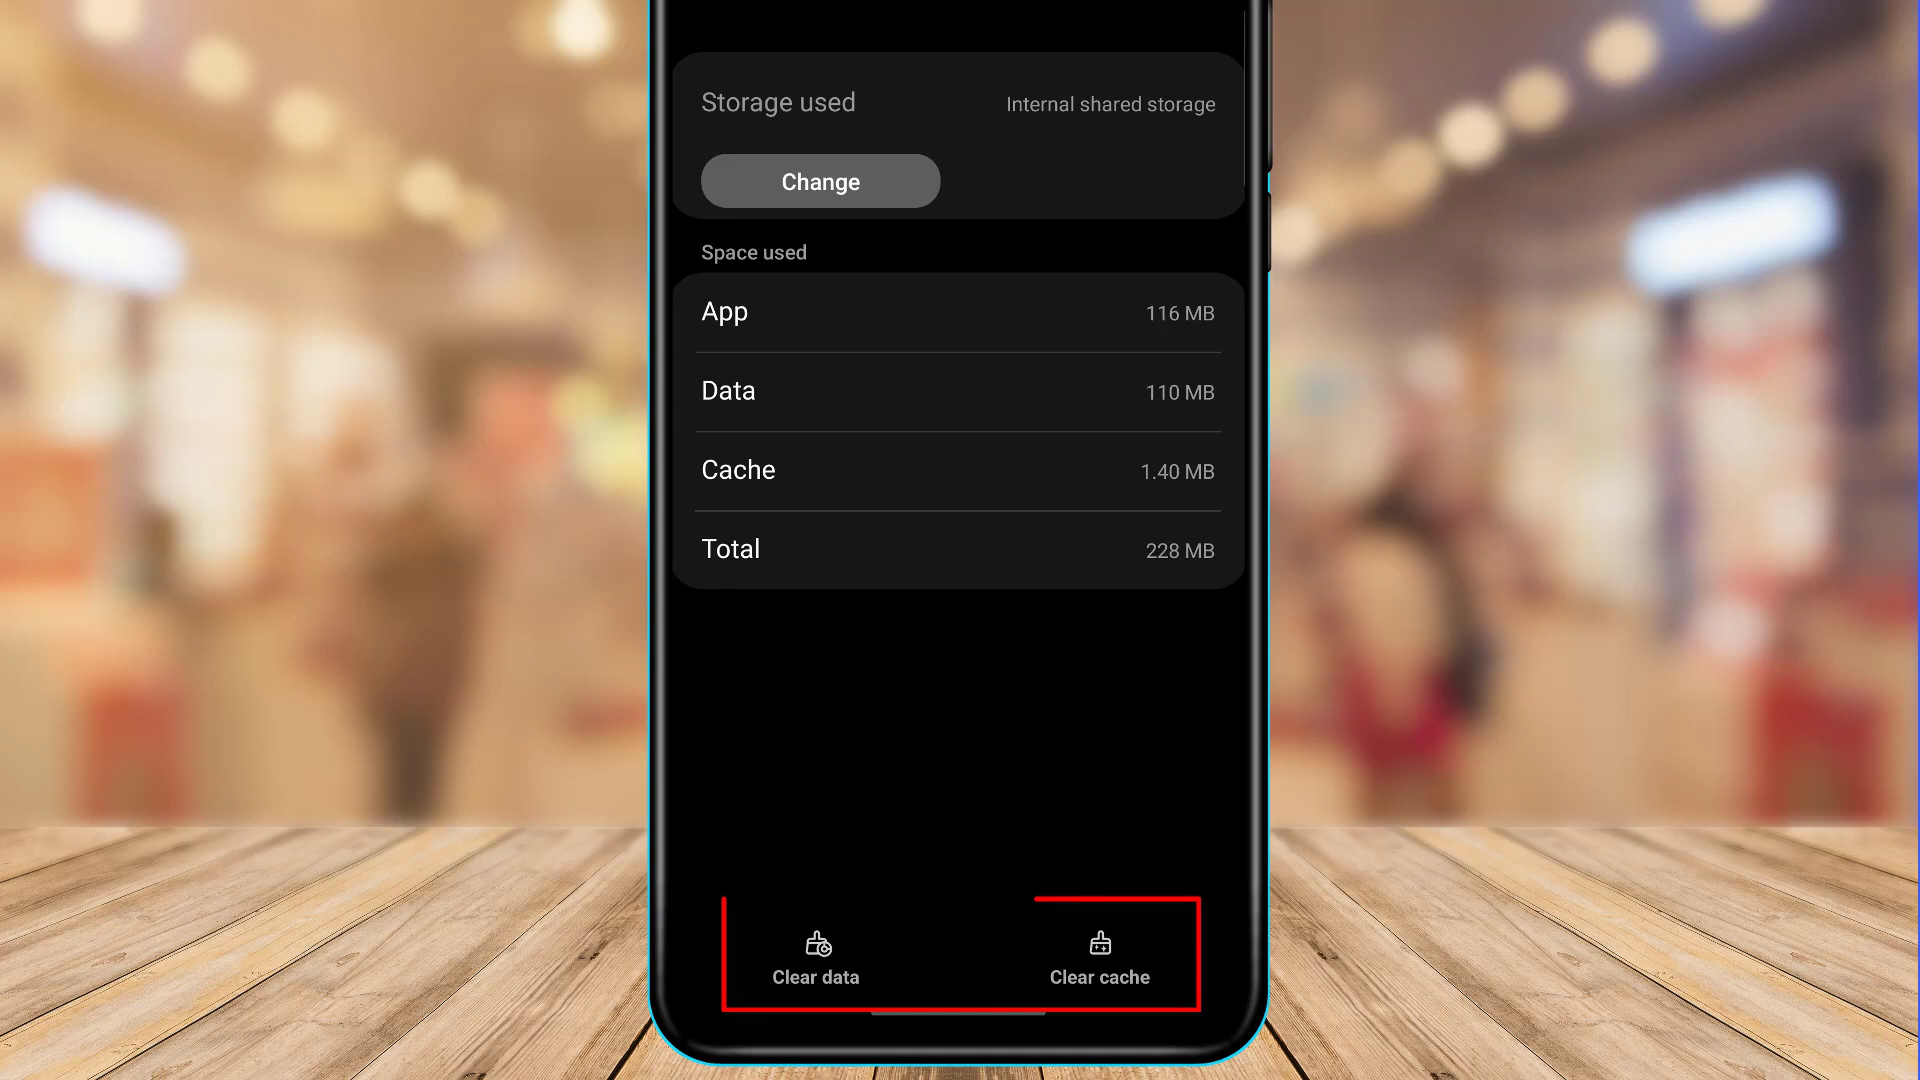 Storage used Internal shared storage
Change
Space used
App 116 MB
Data 110 MB
Cache 1.40 MB
Total 228 MB
Clear data Clear cache